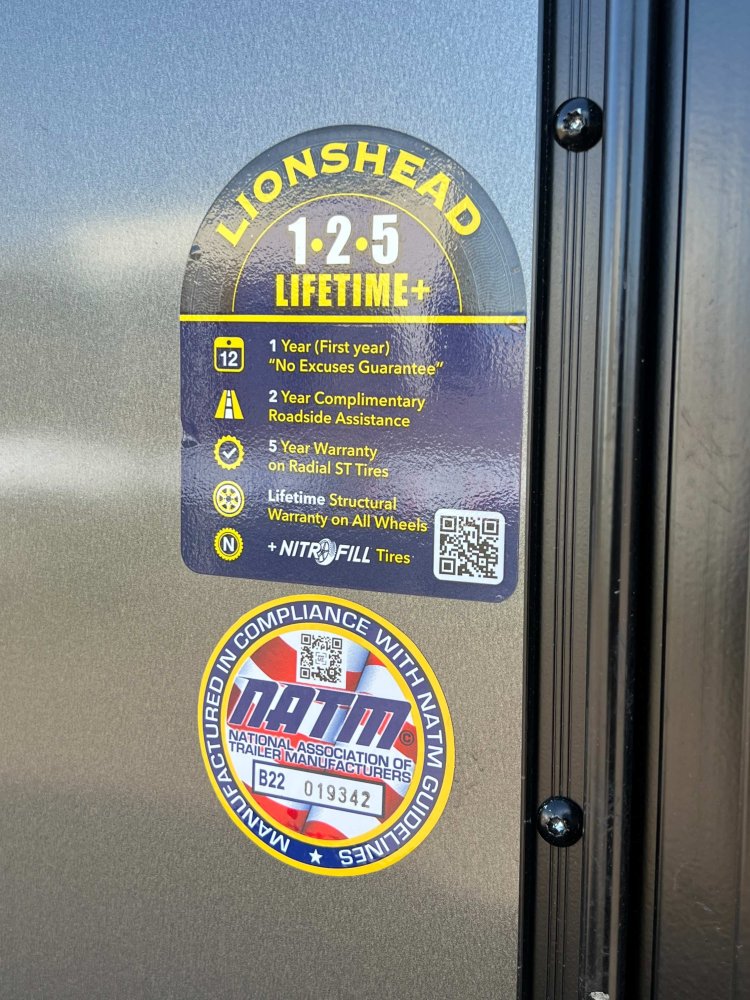 LIONSHEAD
1•2•5
LIFETIME+
12
1 Year (First year)
"No Excuses Guarantee"
2 Year Complimentary
Roadside Assistance
5 Year Warranty
on Radial ST Tires
Lifetime Structural
Warranty on All Wheels
N
+ NITROFILL Tires
MANUFACTURED IN COMPLIANCE WITH NATM GUIDELINES ★
NATM©
NATIONAL ASSOCIATION OF
TRAILER MANUFACTURERS
B22 019342